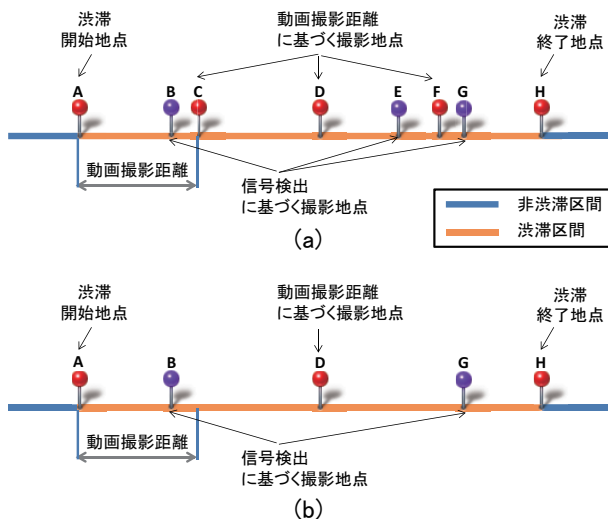 渋滞
開始地点
動画撮影距離
に基づく撮影地点
渋滞
終了地点
A
B
C
D
E
F
G
H
動画撮影距離
信号検出
に基づく撮影地点
非渋滞区間
渋滞区間
(a)
渋滞
開始地点
動画撮影距離
に基づく撮影地点
渋滞
終了地点
A
B
D
G
H
動画撮影距離
信号検出
に基づく撮影地点
(b)